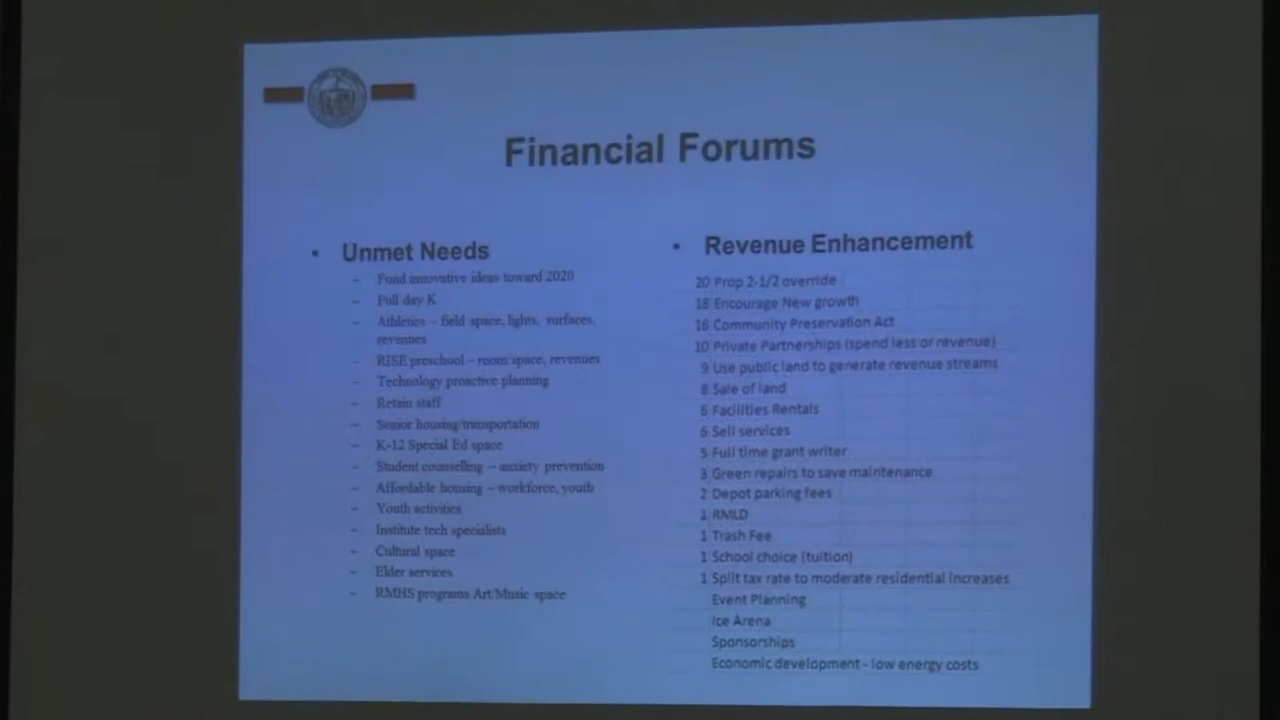 Financial Forums
• Unmet Needs
– Fund innovative ideas toward 2020
– Full day K
– Athletics – field space, lights, surfaces,
revenues
– RISE preschool – room space, revenues
– Technology proactive planning
– Retain staff
– Senior housing/transportation
– K-12 Special Ed space
– Student counselling – anxiety prevention
– Affordable housing – workforce, youth
– Youth activities
– Institute tech specialists
– Cultural space
– Elder services
– RMHS programs Art/Music space
• Revenue Enhancement
20 Prop 2-1/2 override
18 Encourage New growth
16 Community Preservation Act
10 Private Partnerships (spend less or revenue)
9 Use public land to generate revenue streams
8 Sale of land
6 Facilities Rentals
6 Sell services
5 Full time grant writer
3 Green repairs to save maintenance
2 Depot parking fees
1 RMLD
1 Trash Fee
1 School choice (tuition)
1 Split tax rate to moderate residential increases
Event Planning
Ice Arena
Sponsorships
Economic development - low energy costs